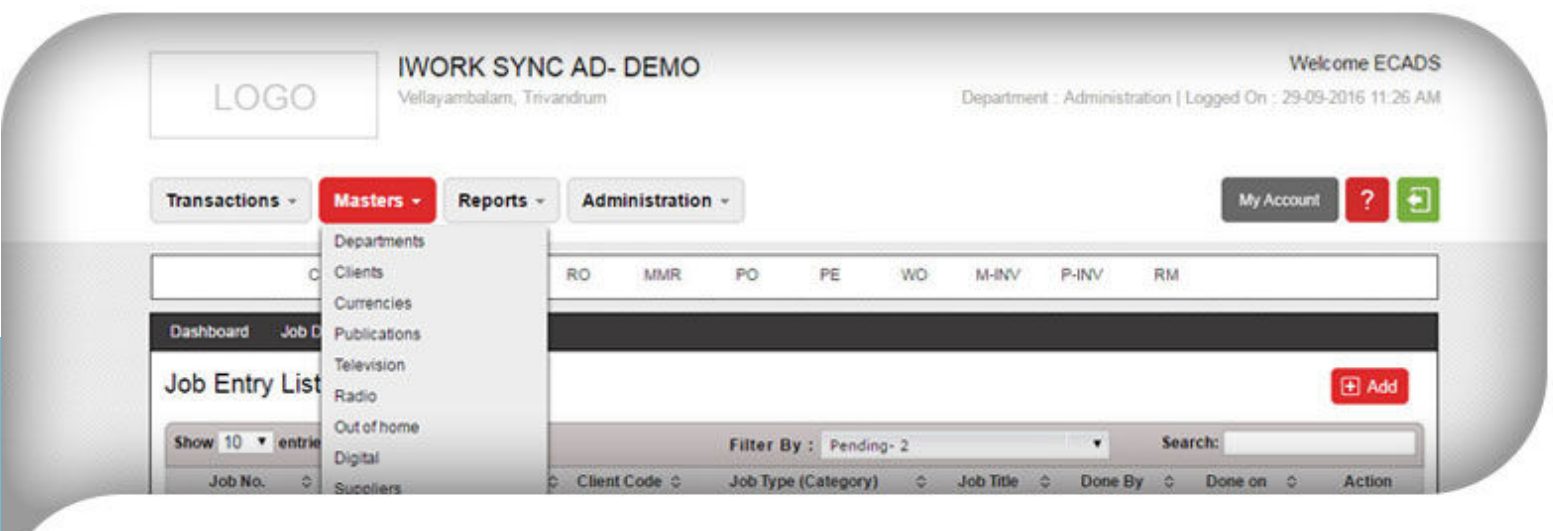 LOGO
IWORK SYNC AD- DEMO
Vellayambalam, Trivandrum
Welcome ECADS
Department : Administration | Logged On : 29-09-2016 11:26 AM
Transactions Masters Reports Administration My Account ?
Departments
C Clients RO MMR PO PE WO M-INV P-INV RM
Currencies
Dashboard Job D Publications
Television
Job Entry List Radio Add
Out of home
Show 10 entrie Filter By : Pending- 2 Search:
Digital
Job No. Suppliers Client Code Job Type (Category) Job Title Done By Done on Action